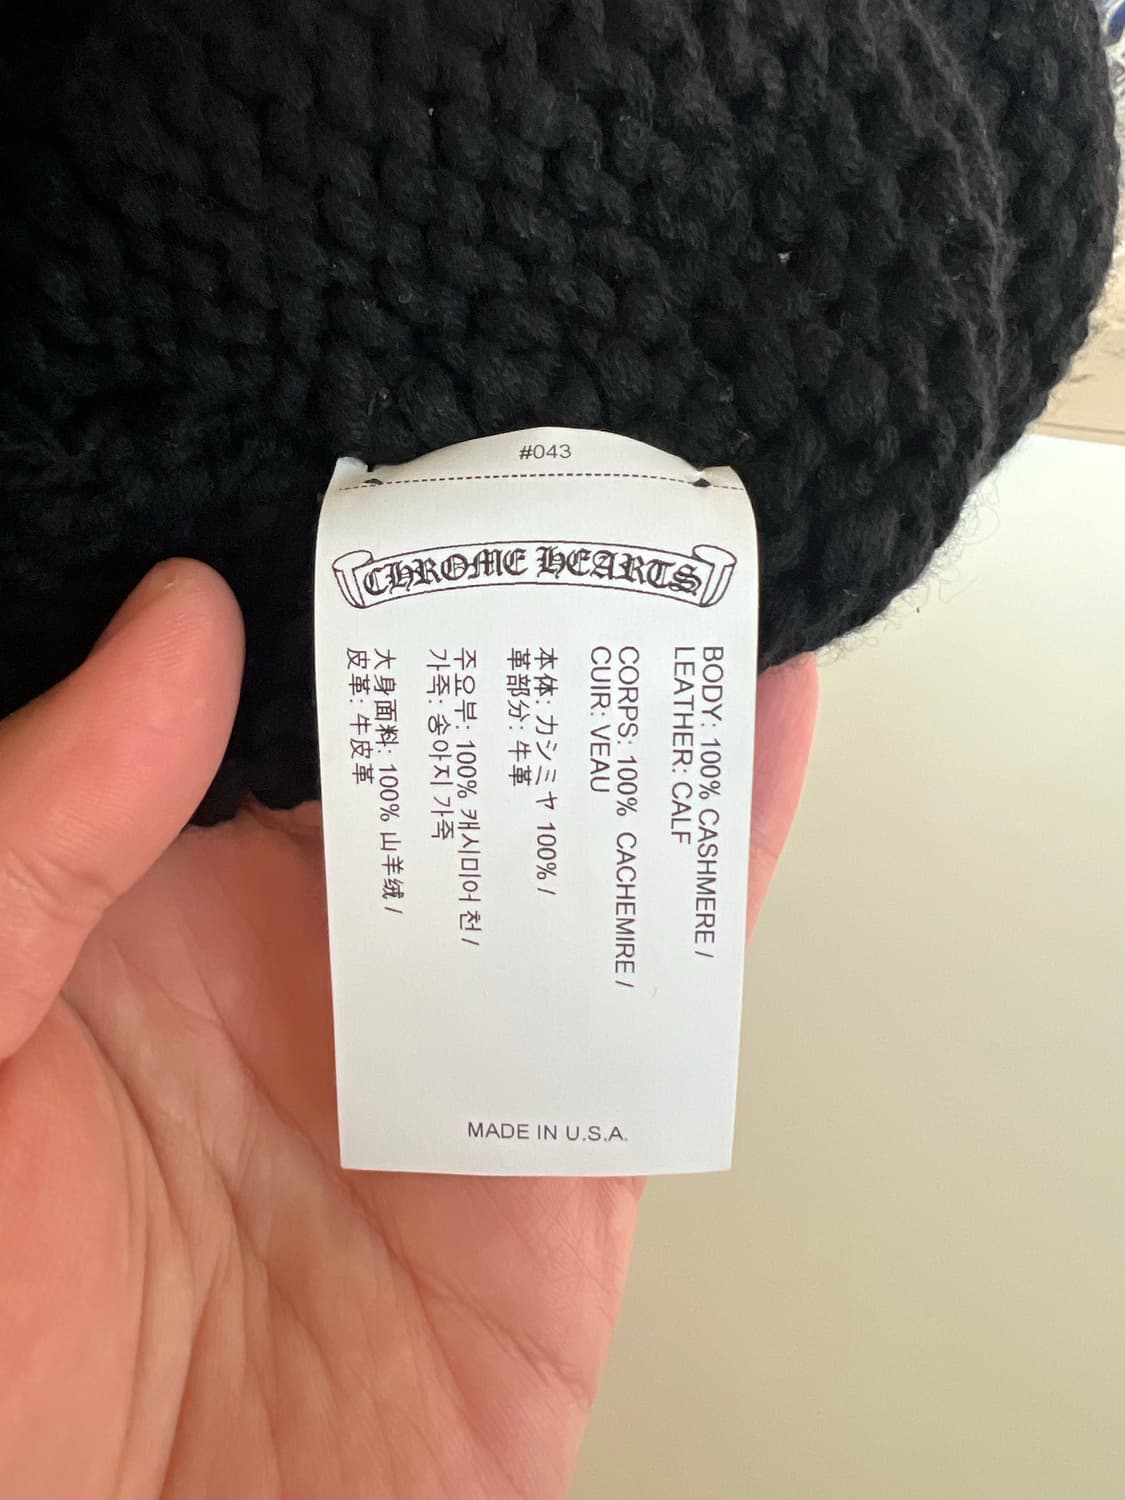 #043
CHROME HEARTS
BODY: 100% CASHMERE /
LEATHER: CALF
CORPS: 100% CACHEMIRE /
CUIR: VEAU
本体: カシミヤ 100% /
革部分: 牛革
주요부: 100% 캐시미어 천 /
가죽: 송아지 가죽
大身面料: 100% 山羊绒 /
皮革: 牛皮革
MADE IN U.S.A.